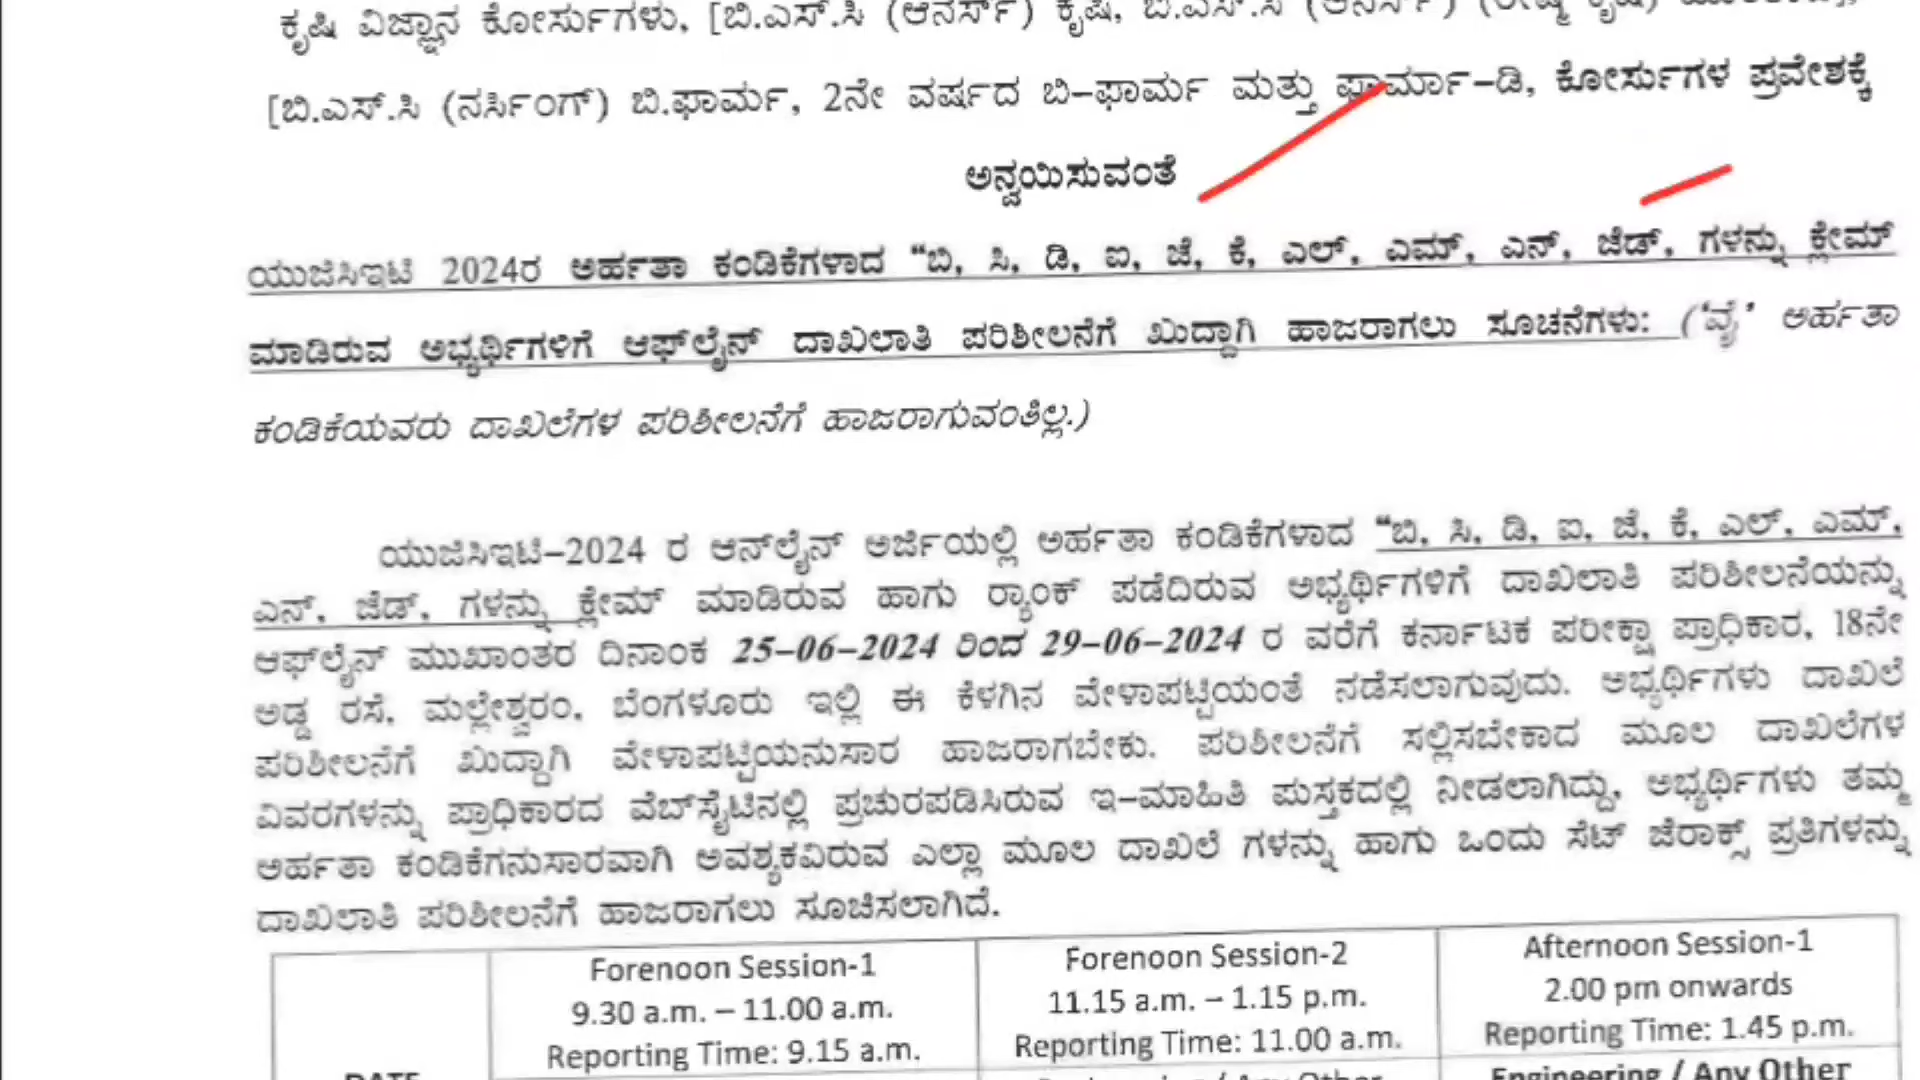 ಕೃಷಿ ವಿಜ್ಞಾನ ಕೋರ್ಸುಗಳು, [ಬಿ.ಎಸ್.ಸಿ (ಆನರ್ಸ್) ಕೃಷಿ, ಬಿ.ಎಸ್.ಸಿ (ಆನರ್ಸ್) (ರೇಷ್ಮೆ ಕೃಷಿ)
[ಬಿ.ಎಸ್.ಸಿ (ನರ್ಸಿಂಗ್) ಬಿ.ಫಾರ್ಮ, 2ನೇ ವರ್ಷದ ಬಿ-ಫಾರ್ಮ ಮತ್ತು ಫಾರ್ಮಾ-ಡಿ, ಕೋರ್ಸುಗಳ ಪ್ರವೇಶಕ್ಕೆ
ಅನ್ವಯಿಸುವಂತೆ
ಯುಜಿಸಿಇಟಿ 2024ರ ಅರ್ಹತಾ ಕಂಡಿಕೆಗಳಾದ “ಬಿ, ಸಿ, ಡಿ, ಐ, ಜೆ, ಕೆ, ಎಲ್, ಎಮ್, ಎನ್, ಜೆಡ್, ಗಳನ್ನು ಕ್ಲೇಮ್
ಮಾಡಿರುವ ಅಭ್ಯರ್ಥಿಗಳಿಗೆ ಆಫ್‌ಲೈನ್ ದಾಖಲಾತಿ ಪರಿಶೀಲನೆಗೆ ಖುದ್ದಾಗಿ ಹಾಜರಾಗಲು ಸೂಚನೆಗಳು: (‘ವೈ’ ಅರ್ಹತಾ
ಕಂಡಿಕೆಯವರು ದಾಖಲೆಗಳ ಪರಿಶೀಲನೆಗೆ ಹಾಜರಾಗುವಂತಿಲ್ಲ.)
ಯುಜಿಸಿಇಟಿ-2024 ರ ಆನ್‌ಲೈನ್ ಅರ್ಜಿಯಲ್ಲಿ ಅರ್ಹತಾ ಕಂಡಿಕೆಗಳಾದ “ಬಿ, ಸಿ, ಡಿ, ಐ, ಜೆ, ಕೆ, ಎಲ್, ಎಮ್,
ಎನ್, ಜೆಡ್, ಗಳನ್ನು ಕ್ಲೇಮ್ ಮಾಡಿರುವ ಹಾಗು ರ‍್ಯಾಂಕ್ ಪಡೆದಿರುವ ಅಭ್ಯರ್ಥಿಗಳಿಗೆ ದಾಖಲಾತಿ ಪರಿಶೀಲನೆಯನ್ನು
ಆಫ್‌ಲೈನ್ ಮುಖಾಂತರ ದಿನಾಂಕ 25-06-2024 ರಿಂದ 29-06-2024 ರ ವರೆಗೆ ಕರ್ನಾಟಕ ಪರೀಕ್ಷಾ ಪ್ರಾಧಿಕಾರ, 18ನೇ
ಅಡ್ಡ ರಸೆ, ಮಲ್ಲೇಶ್ವರಂ, ಬೆಂಗಳೂರು ಇಲ್ಲಿ ಈ ಕೆಳಗಿನ ವೇಳಾಪಟ್ಟಿಯಂತೆ ನಡೆಸಲಾಗುವುದು. ಅಭ್ಯರ್ಥಿಗಳು ದಾಖಲೆ
ಪರಿಶೀಲನೆಗೆ ಖುದ್ದಾಗಿ ವೇಳಾಪಟ್ಟಿಯನುಸಾರ ಹಾಜರಾಗಬೇಕು. ಪರಿಶೀಲನೆಗೆ ಸಲ್ಲಿಸಬೇಕಾದ ಮೂಲ ದಾಖಲೆಗಳ
ವಿವರಗಳನ್ನು ಪ್ರಾಧಿಕಾರದ ವೆಬ್‌ಸೈಟಿನಲ್ಲಿ ಪ್ರಚುರಪಡಿಸಿರುವ ಇ-ಮಾಹಿತಿ ಪುಸ್ತಕದಲ್ಲಿ ನೀಡಲಾಗಿದ್ದು, ಅಭ್ಯರ್ಥಿಗಳು ತಮ್ಮ
ಅರ್ಹತಾ ಕಂಡಿಕೆಗನುಸಾರವಾಗಿ ಅವಶ್ಯಕವಿರುವ ಎಲ್ಲಾ ಮೂಲ ದಾಖಲೆ ಗಳನ್ನು ಹಾಗು ಒಂದು ಸೆಟ್ ಜೆರಾಕ್ಸ್ ಪ್ರತಿಗಳನ್ನು
ದಾಖಲಾತಿ ಪರಿಶೀಲನೆಗೆ ಹಾಜರಾಗಲು ಸೂಚಿಸಲಾಗಿದೆ.
Forenoon Session-1
9.30 a.m. – 11.00 a.m.
Reporting Time: 9.15 a.m.
Forenoon Session-2
11.15 a.m. – 1.15 p.m.
Reporting Time: 11.00 a.m.
Afternoon Session-1
2.00 pm onwards
Reporting Time: 1.45 p.m.
DATE
Engineering / Any Other